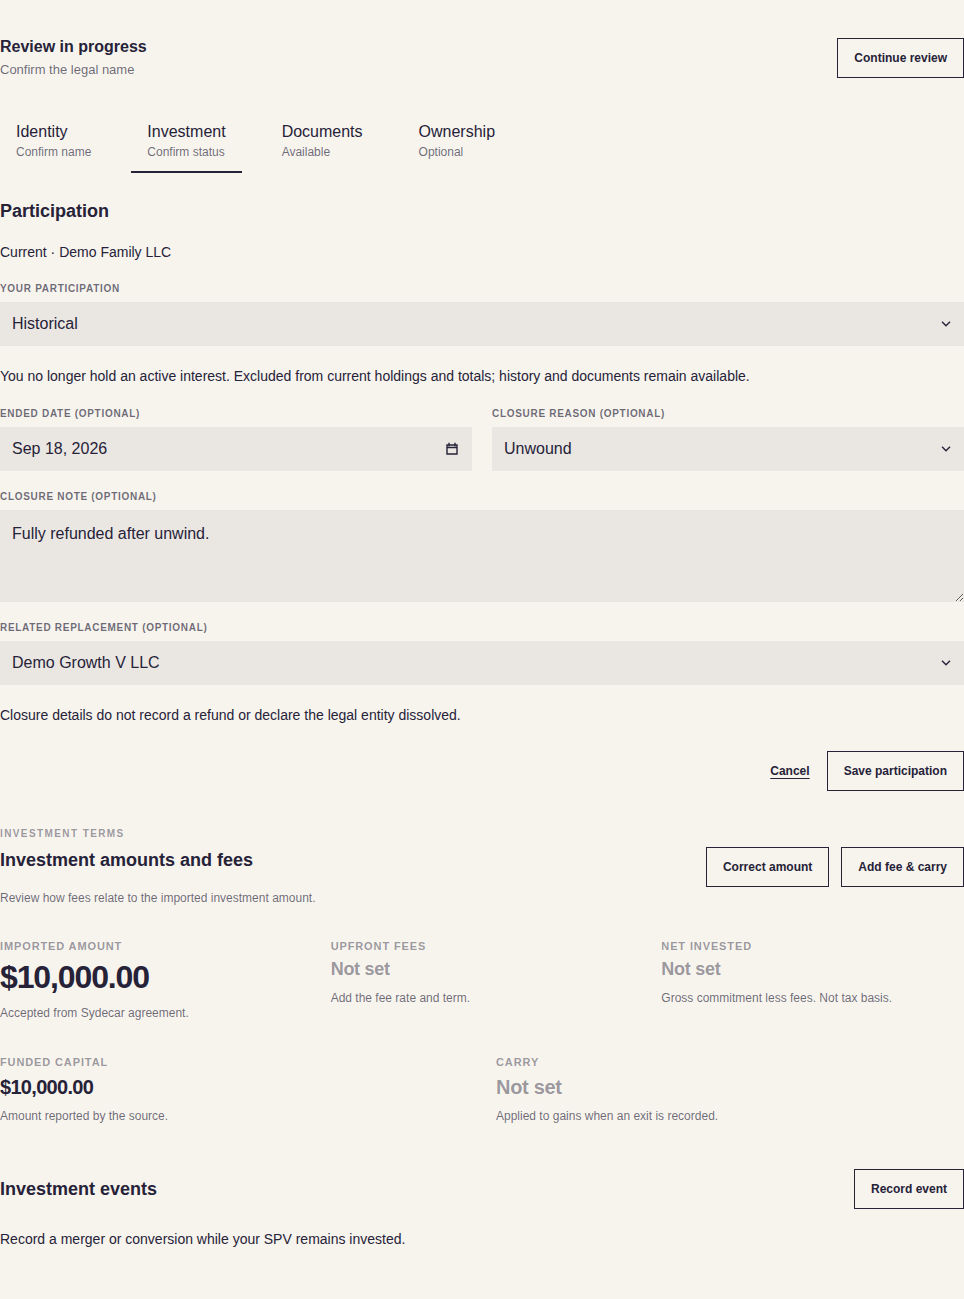 Review in progress
Confirm the legal name
Continue review
Identity
Confirm name
Investment
Confirm status
Documents
Available
Ownership
Optional
Participation
Current · Demo Family LLC
YOUR PARTICIPATION
Historical
You no longer hold an active interest. Excluded from current holdings and totals; history and documents remain available.
ENDED DATE (OPTIONAL)
Sep 18, 2026
CLOSURE REASON (OPTIONAL)
Unwound
CLOSURE NOTE (OPTIONAL)
Fully refunded after unwind.
RELATED REPLACEMENT (OPTIONAL)
Demo Growth V LLC
Closure details do not record a refund or declare the legal entity dissolved.
Cancel
Save participation
INVESTMENT TERMS
Investment amounts and fees
Correct amount
Add fee & carry
Review how fees relate to the imported investment amount.
IMPORTED AMOUNT
$10,000.00
Accepted from Sydecar agreement.
UPFRONT FEES
Not set
Add the fee rate and term.
NET INVESTED
Not set
Gross commitment less fees. Not tax basis.
FUNDED CAPITAL
$10,000.00
Amount reported by the source.
CARRY
Not set
Applied to gains when an exit is recorded.
Investment events
Record event
Record a merger or conversion while your SPV remains invested.